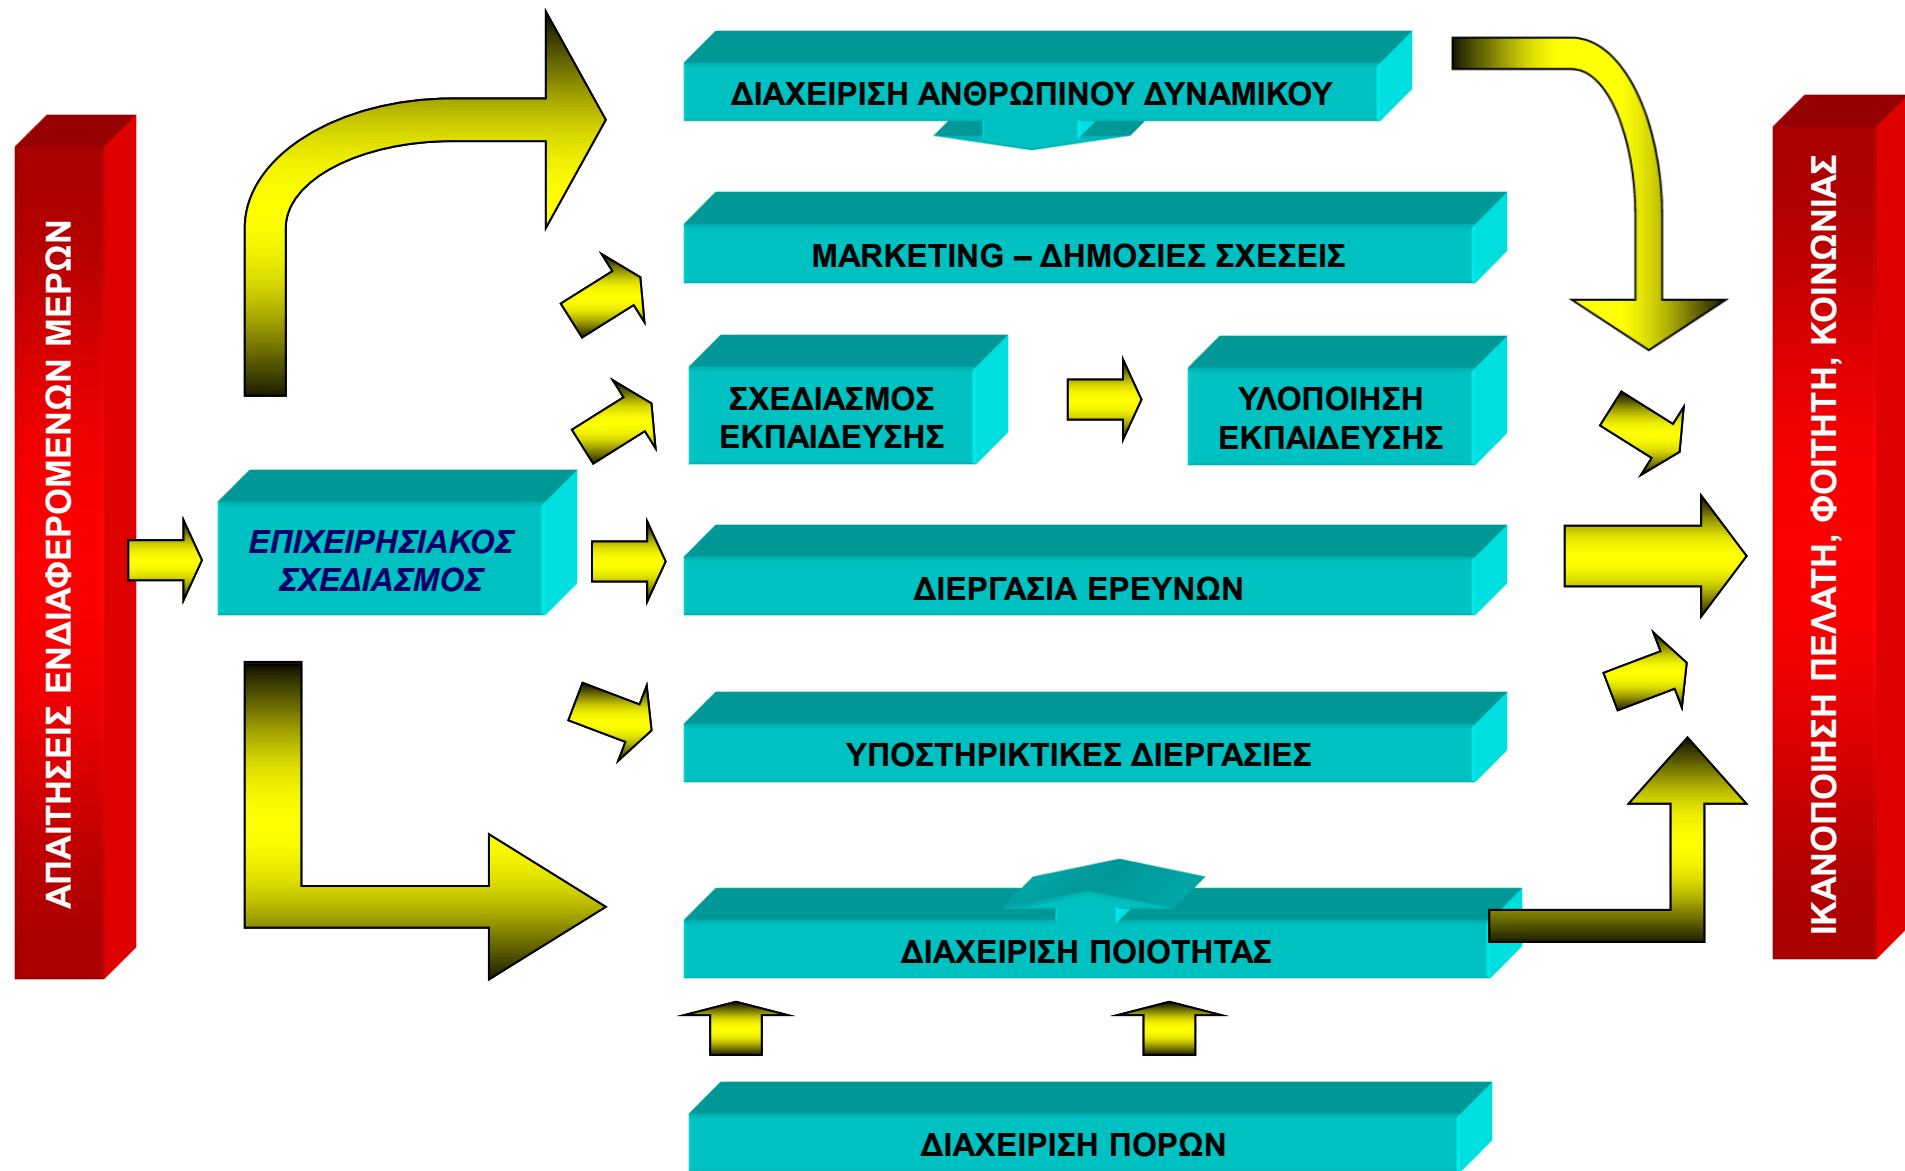 ΑΠΑΙΤΗΣΕΙΣ ΕΝΔΙΑΦΕΡΟΜΕΝΩΝ ΜΕΡΩΝ
ΕΠΙΧΕΙΡΗΣΙΑΚΟΣ
ΣΧΕΔΙΑΣΜΟΣ
ΔΙΑΧΕΙΡΙΣΗ ΑΝΘΡΩΠΙΝΟΥ ΔΥΝΑΜΙΚΟΥ
MARKETING – ΔΗΜΟΣΙΕΣ ΣΧΕΣΕΙΣ
ΣΧΕΔΙΑΣΜΟΣ
ΕΚΠΑΙΔΕΥΣΗΣ
ΥΛΟΠΟΙΗΣΗ
ΕΚΠΑΙΔΕΥΣΗΣ
ΔΙΕΡΓΑΣΙΑ ΕΡΕΥΝΩΝ
ΥΠΟΣΤΗΡΙΚΤΙΚΕΣ ΔΙΕΡΓΑΣΙΕΣ
ΔΙΑΧΕΙΡΙΣΗ ΠΟΙΟΤΗΤΑΣ
ΔΙΑΧΕΙΡΙΣΗ ΠΟΡΩΝ
ΙΚΑΝΟΠΟΙΗΣΗ ΠΕΛΑΤΗ, ΦΟΙΤΗΤΗ, ΚΟΙΝΩΝΙΑΣ